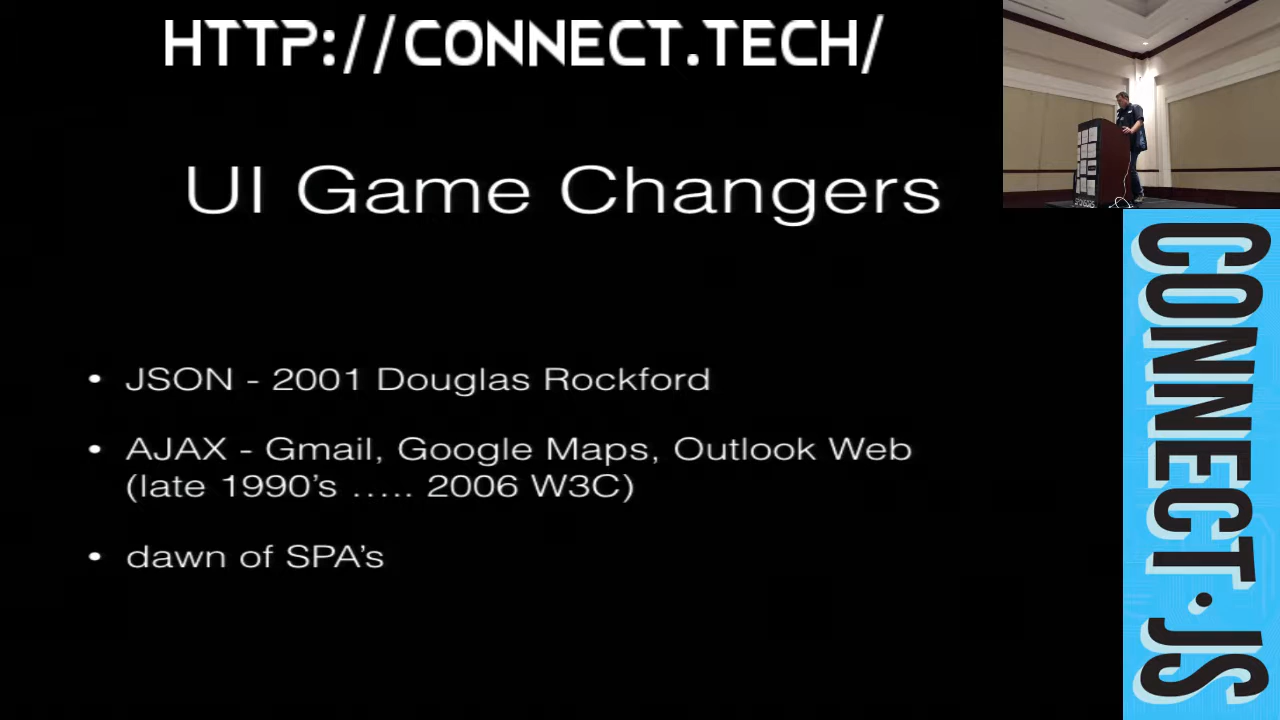 HTTP://CONNECT.TECH/
UI Game Changers
• JSON - 2001 Douglas Rockford
• AJAX - Gmail, Google Maps, Outlook Web
(late 1990’s ..... 2006 W3C)
• dawn of SPA’s
CONNECT.JS
SPONSORS